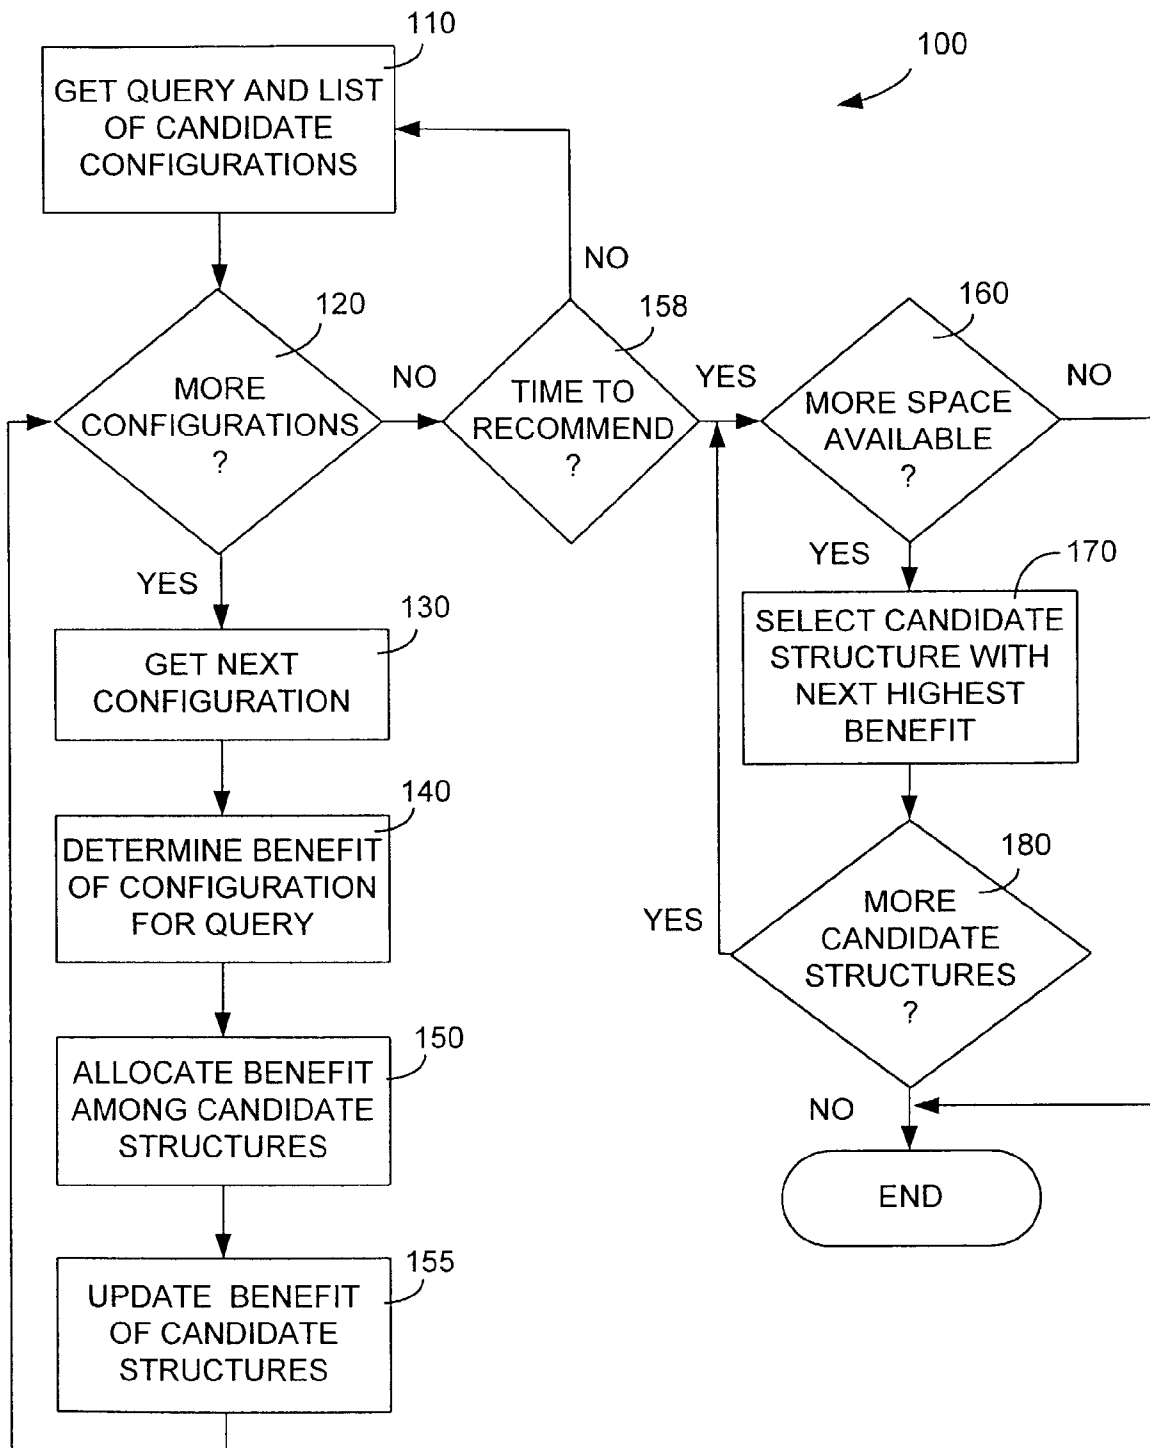 110
100
GET QUERY AND LIST
OF CANDIDATE
CONFIGURATIONS
NO
120
MORE
CONFIGURATIONS
?
NO
158
TIME TO
RECOMMEND
?
YES
160
MORE SPACE
AVAILABLE
?
NO
YES
YES
130
GET NEXT
CONFIGURATION
170
SELECT CANDIDATE
STRUCTURE WITH
NEXT HIGHEST
BENEFIT
140
DETERMINE BENEFIT
OF CONFIGURATION
FOR QUERY
180
MORE
CANDIDATE
STRUCTURES
?
YES
NO
150
ALLOCATE BENEFIT
AMONG CANDIDATE
STRUCTURES
END
155
UPDATE BENEFIT
OF CANDIDATE
STRUCTURES